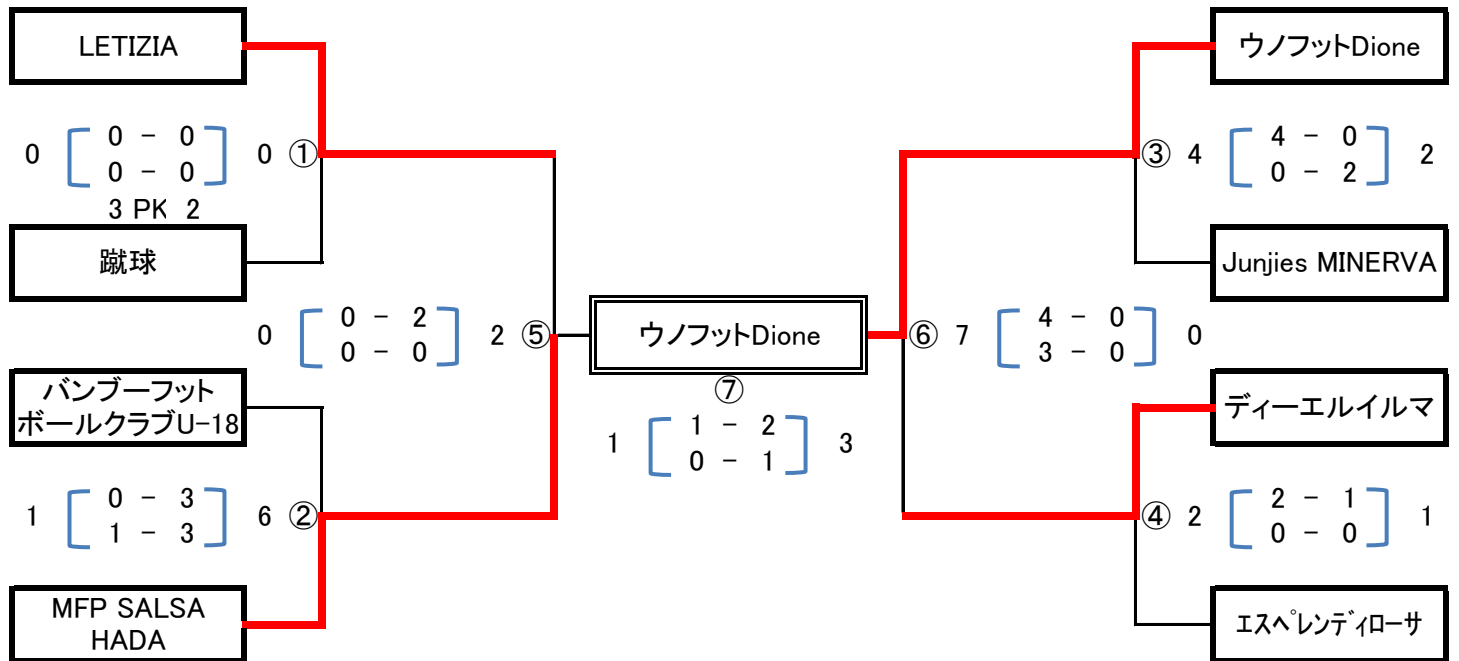 LETIZIA
ウノフットDione
0 0 - 0 0 ①
0 - 0
3 PK 2
③ 4 4 - 0 2
0 - 2
蹴球
Junjies MINERVA
0 0 - 2 2 ⑤
0 - 0
ウノフットDione
⑥ 7 4 - 0 0
3 - 0
⑦
1 1 - 2 3
0 - 1
バンブーフット
ボールクラブU-18
ディーエルイルマ
1 0 - 3 6 ②
1 - 3
④ 2 2 - 1 1
0 - 0
MFP SALSA
HADA
エスペレンディローサ